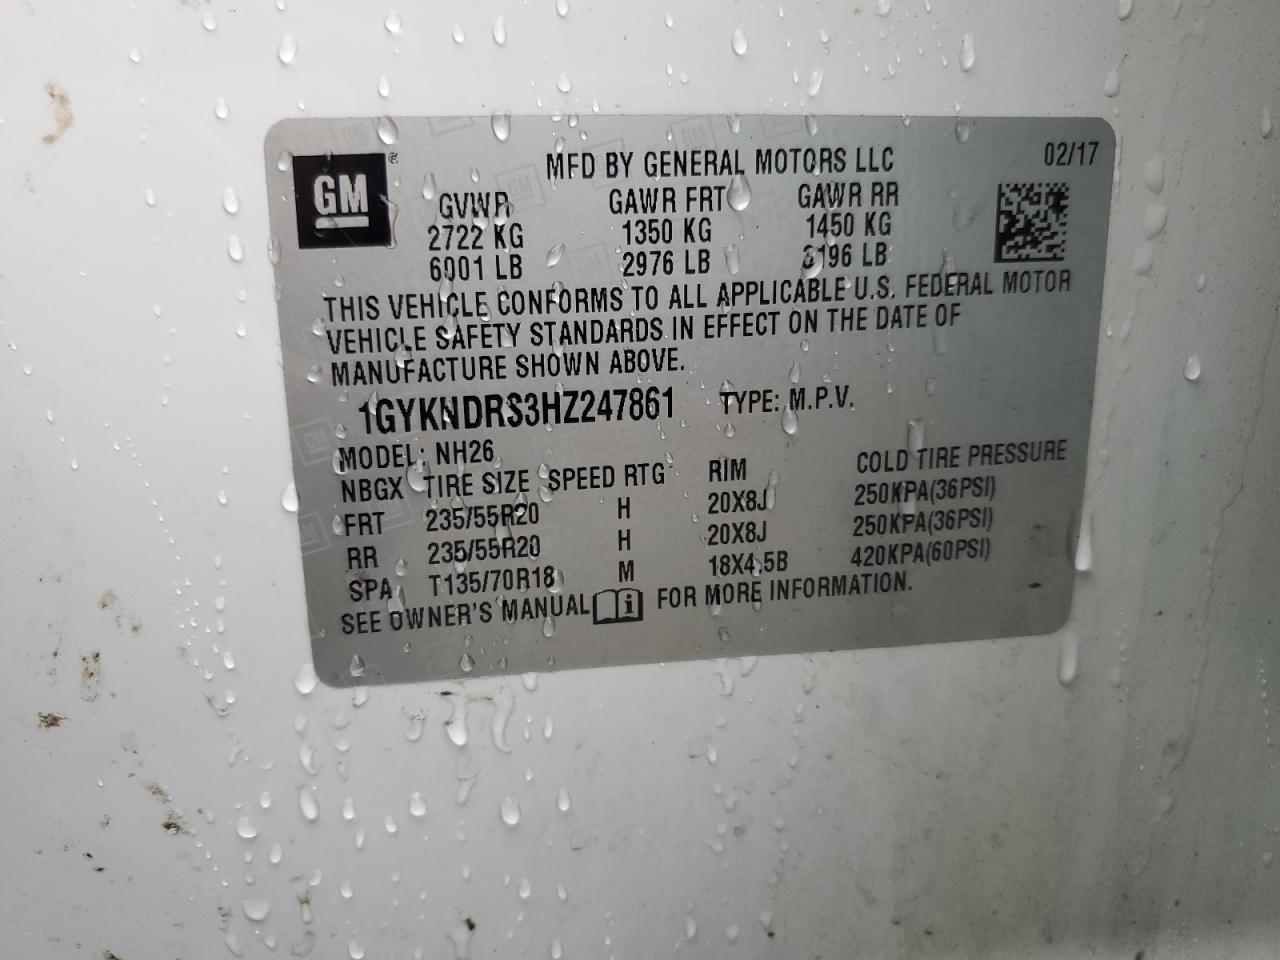 GM
®
MFD BY GENERAL MOTORS LLC 02/17
GVWR GAWR FRT GAWR RR
2722 KG 1350 KG 1450 KG
6001 LB 2976 LB 3196 LB
THIS VEHICLE CONFORMS TO ALL APPLICABLE U.S. FEDERAL MOTOR
VEHICLE SAFETY STANDARDS IN EFFECT ON THE DATE OF
MANUFACTURE SHOWN ABOVE.
1GYKNDRS3HZ247861 TYPE: M.P.V.
MODEL: NH26
NBGX TIRE SIZE SPEED RTG RIM COLD TIRE PRESSURE
FRT 235/55R20 H 20X8J 250KPA(36PSI)
RR 235/55R20 H 20X8J 250KPA(36PSI)
SPA T135/70R18 M 18X4.5B 420KPA(60PSI)
SEE OWNER'S MANUAL FOR MORE INFORMATION.